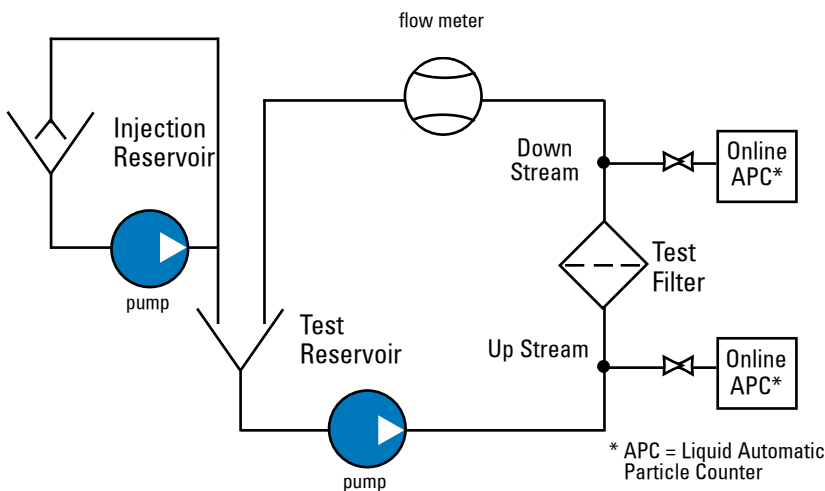 flow meter
Injection
Reservoir
Down
Stream
Online
APC*
pump
Test
Filter
Test
Reservoir
Up Stream
Online
APC*
pump
* APC = Liquid Automatic
Particle Counter